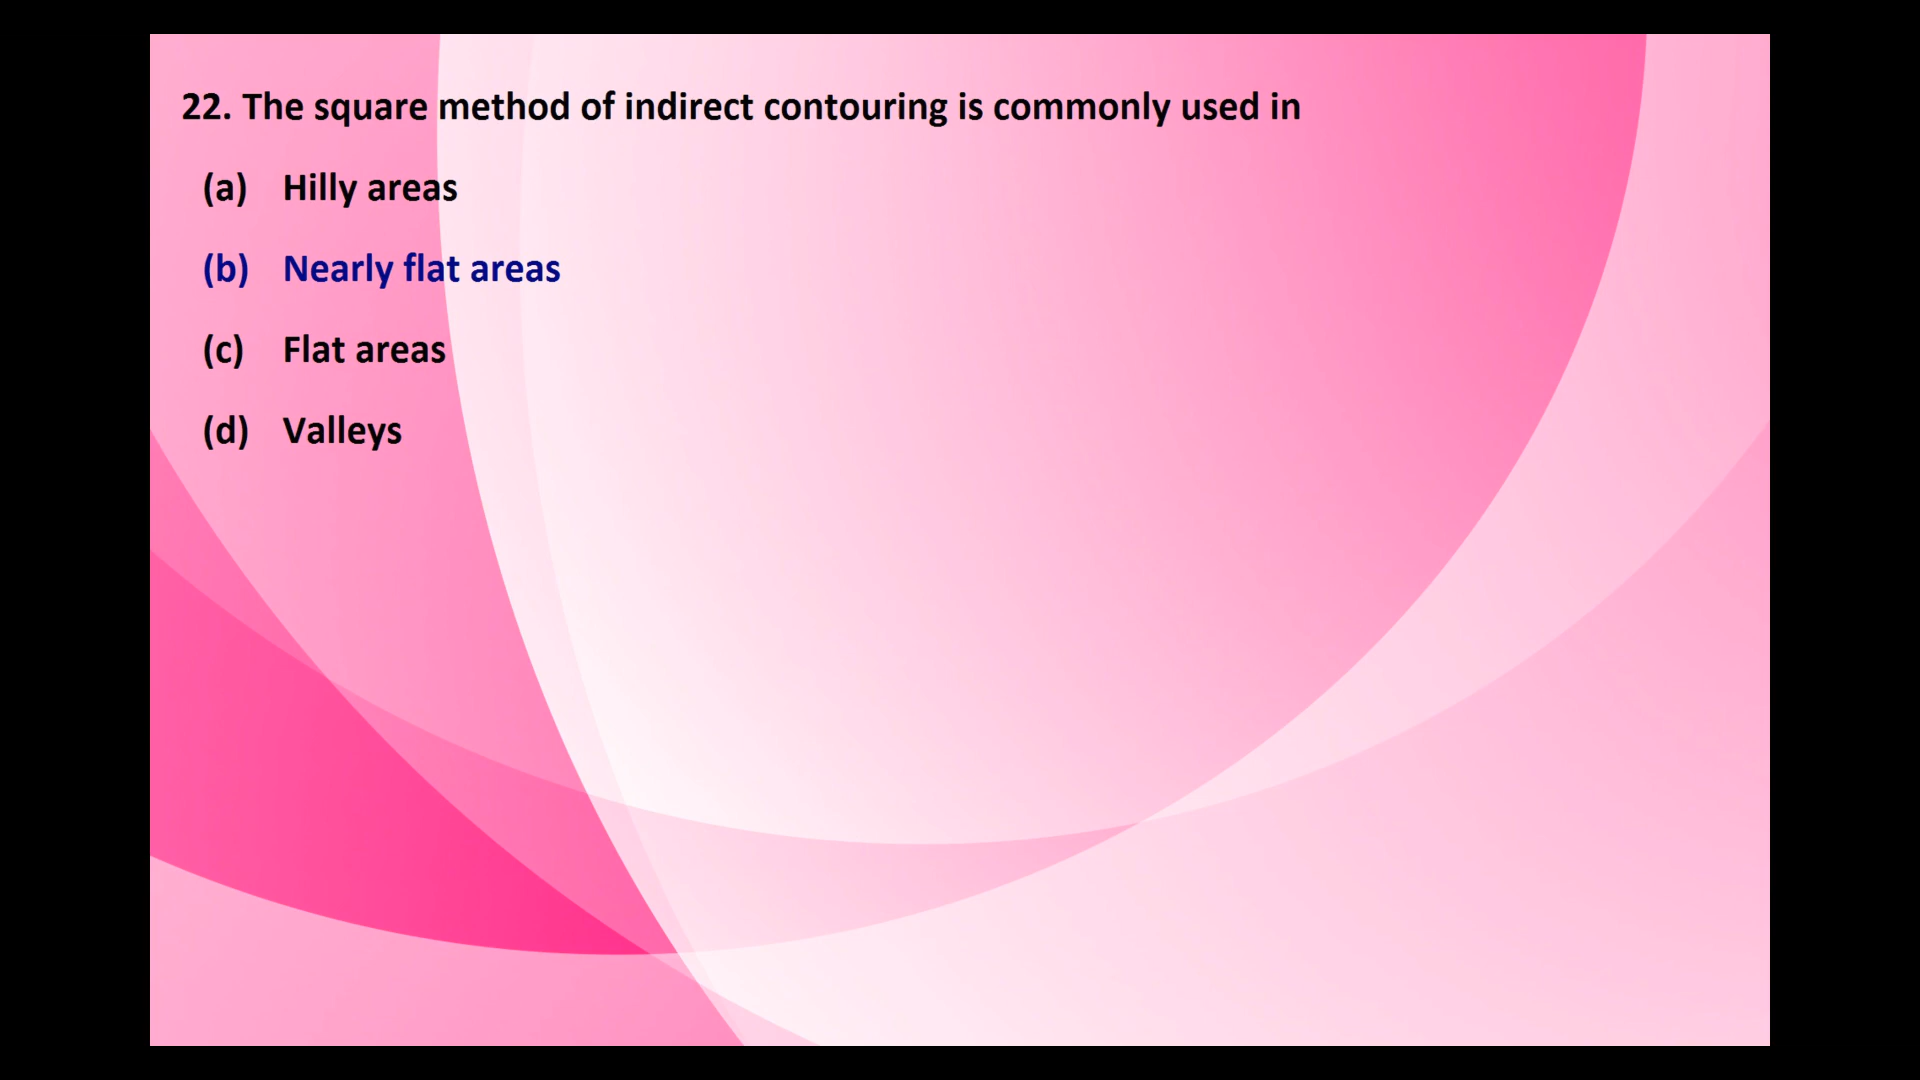 22. The square method of indirect contouring is commonly used in
(a) Hilly areas
(b) Nearly flat areas
(c) Flat areas
(d) Valleys